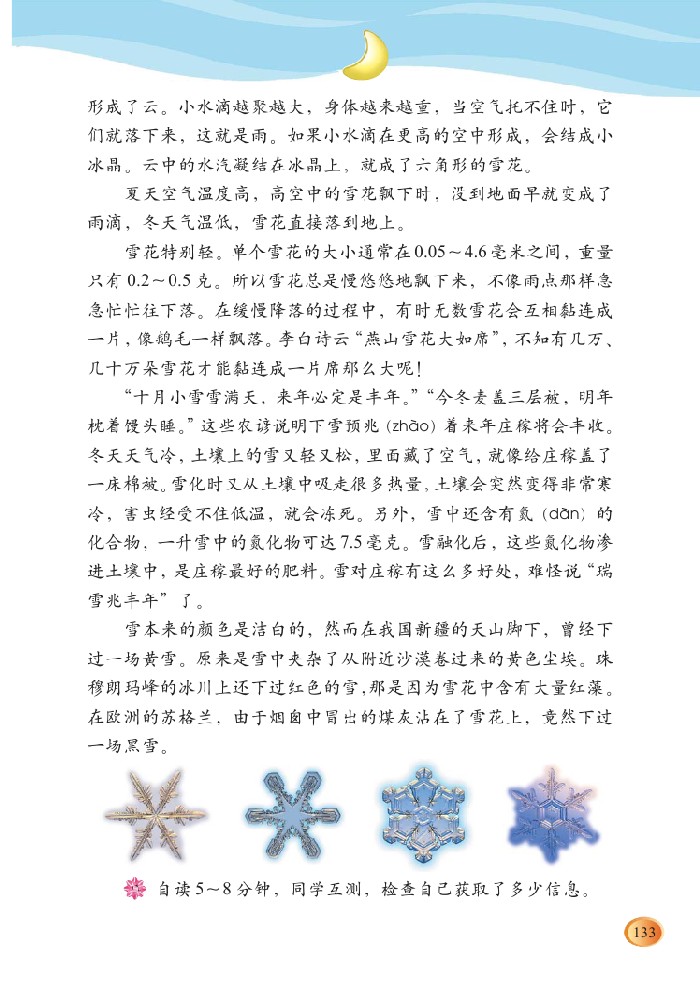 形成了云。小水滴越聚越大，身体越来越重，当空气托不住时，它
们就落下来，这就是雨。如果小水滴在更高的空中形成，会结成小
冰晶。云中的水汽凝结在冰晶上，就成了六角形的雪花。
夏天空气温度高，高空中的雪花飘下时，没到地面早就变成了
雨滴，冬天气温低，雪花直接落到地上。
雪花特别轻。单个雪花的大小通常在0.05～4.6毫米之间，重量
只有0.2～0.5克。所以雪花总是慢悠悠地飘下来，不像雨点那样急
急忙忙往下落。在缓慢降落的过程中，有时无数雪花会互相黏连成
一片，像鹅毛一样飘落。李白诗云“燕山雪花大如席”，不知有几万、
几十万朵雪花才能黏连成一片席那么大呢！
“十月小雪雪满天，来年必定是丰年。”“今冬麦盖三层被，明年
枕着馒头睡。”这些农谚说明下雪预兆（zhào）着来年庄稼将会丰收。
冬天天气冷，土壤上的雪又轻又松，里面藏了空气，就像给庄稼盖了
一床棉被。雪化时又从土壤中吸走很多热量，土壤会突然变得非常寒
冷，害虫经受不住低温，就会冻死。另外，雪中还含有氮（dàn）的
化合物，一升雪中的氮化物可达7.5毫克。雪融化后，这些氮化物渗
进土壤中，是庄稼最好的肥料。雪对庄稼有这么多好处，难怪说“瑞
雪兆丰年”了。
雪本来的颜色是洁白的，然而在我国新疆的天山脚下，曾经下
过一场黄雪。原来是雪中夹杂了从附近沙漠卷过来的黄色尘埃。珠
穆朗玛峰的冰川上还下过红色的雪，那是因为雪花中含有大量红藻。
在欧洲的苏格兰，由于烟囱中冒出的煤灰沾在了雪花上，竟然下过
一场黑雪。
自读5～8分钟，同学互测，检查自己获取了多少信息。
133